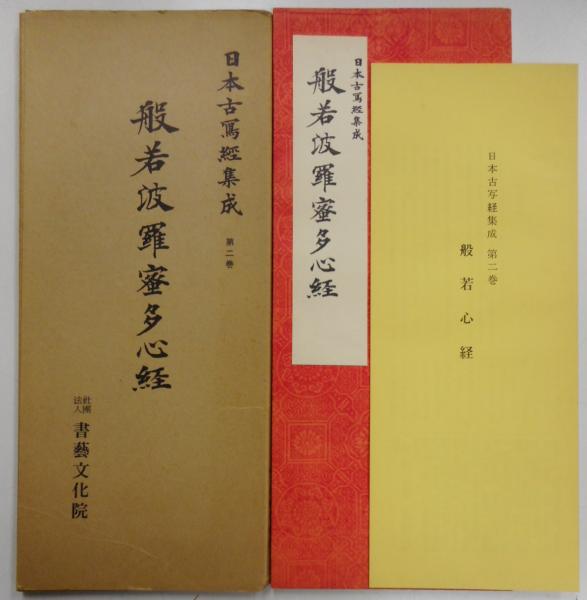 日本古寫經集成
第二巻
般若波羅蜜多心経
社團
法人
書藝文化院
日本古寫經集成
般若波羅蜜多心経
日本古写経集成 第二巻
般若心経